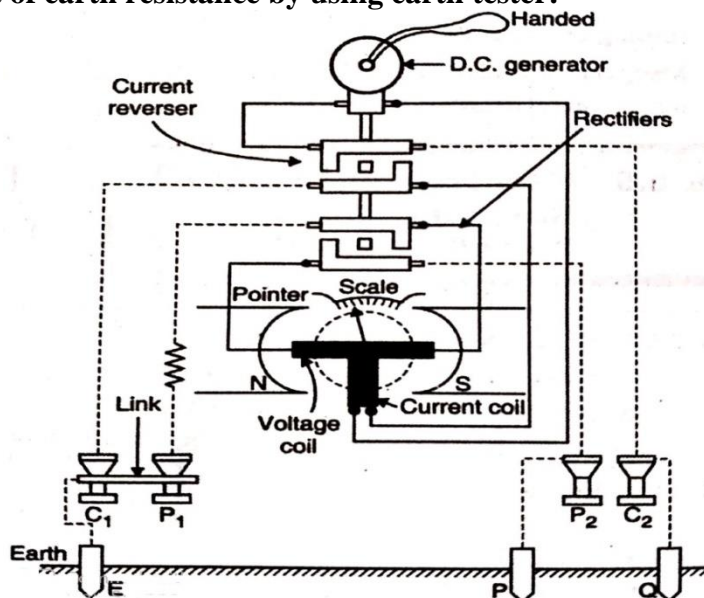 of earth resistance by using earth tester.
Handed
D.C. generator
Current
reverser
Rectifiers
Pointer
Scale
N
S
Link
Voltage
coil
Current coil
C1
P1
P2
C2
Earth
E
P
Q